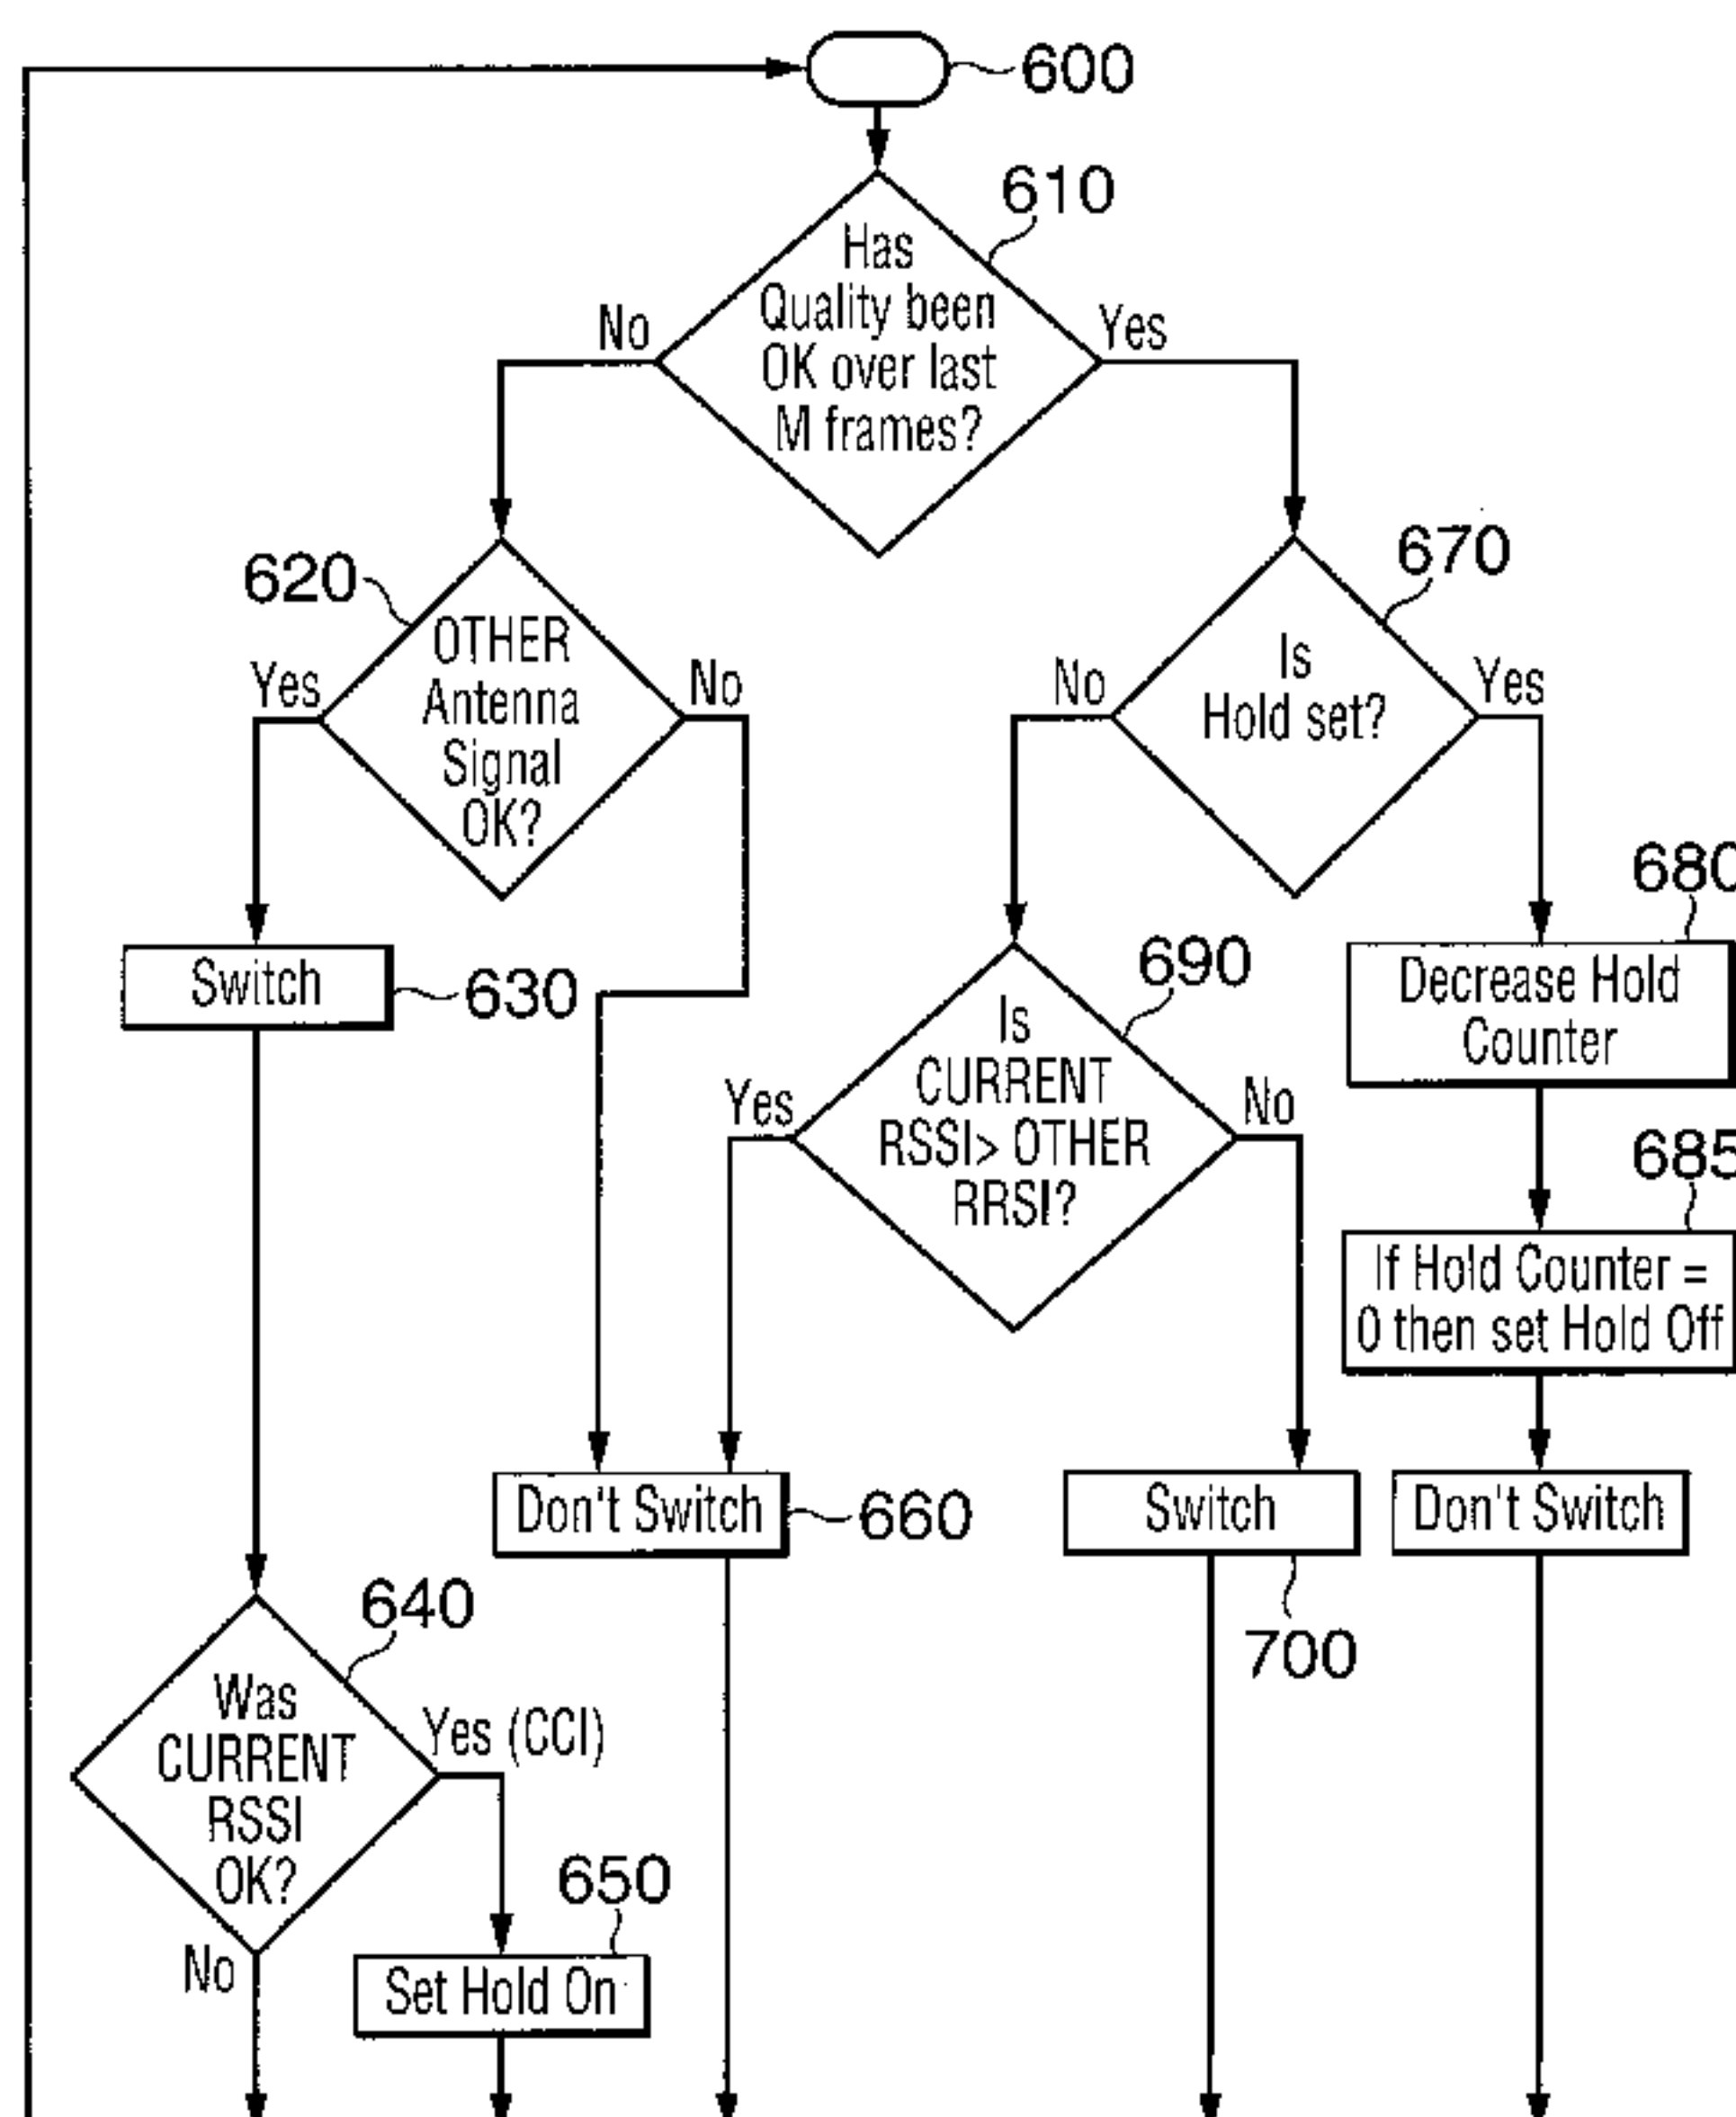 600
610
Has
Quality been
OK over last
M frames?
No
Yes
620
OTHER
Antenna
Signal
OK?
Yes
No
670
Is
Hold set?
No
Yes
Switch
630
680
Decrease Hold
Counter
690
Is
CURRENT
RSSI> OTHER
RRSI?
Yes
No
685
If Hold Counter =
0 then set Hold Off
Don't Switch
660
Switch
700
Don't Switch
640
Was
CURRENT
RSSI
OK?
Yes (CCI)
No
650
Set Hold On